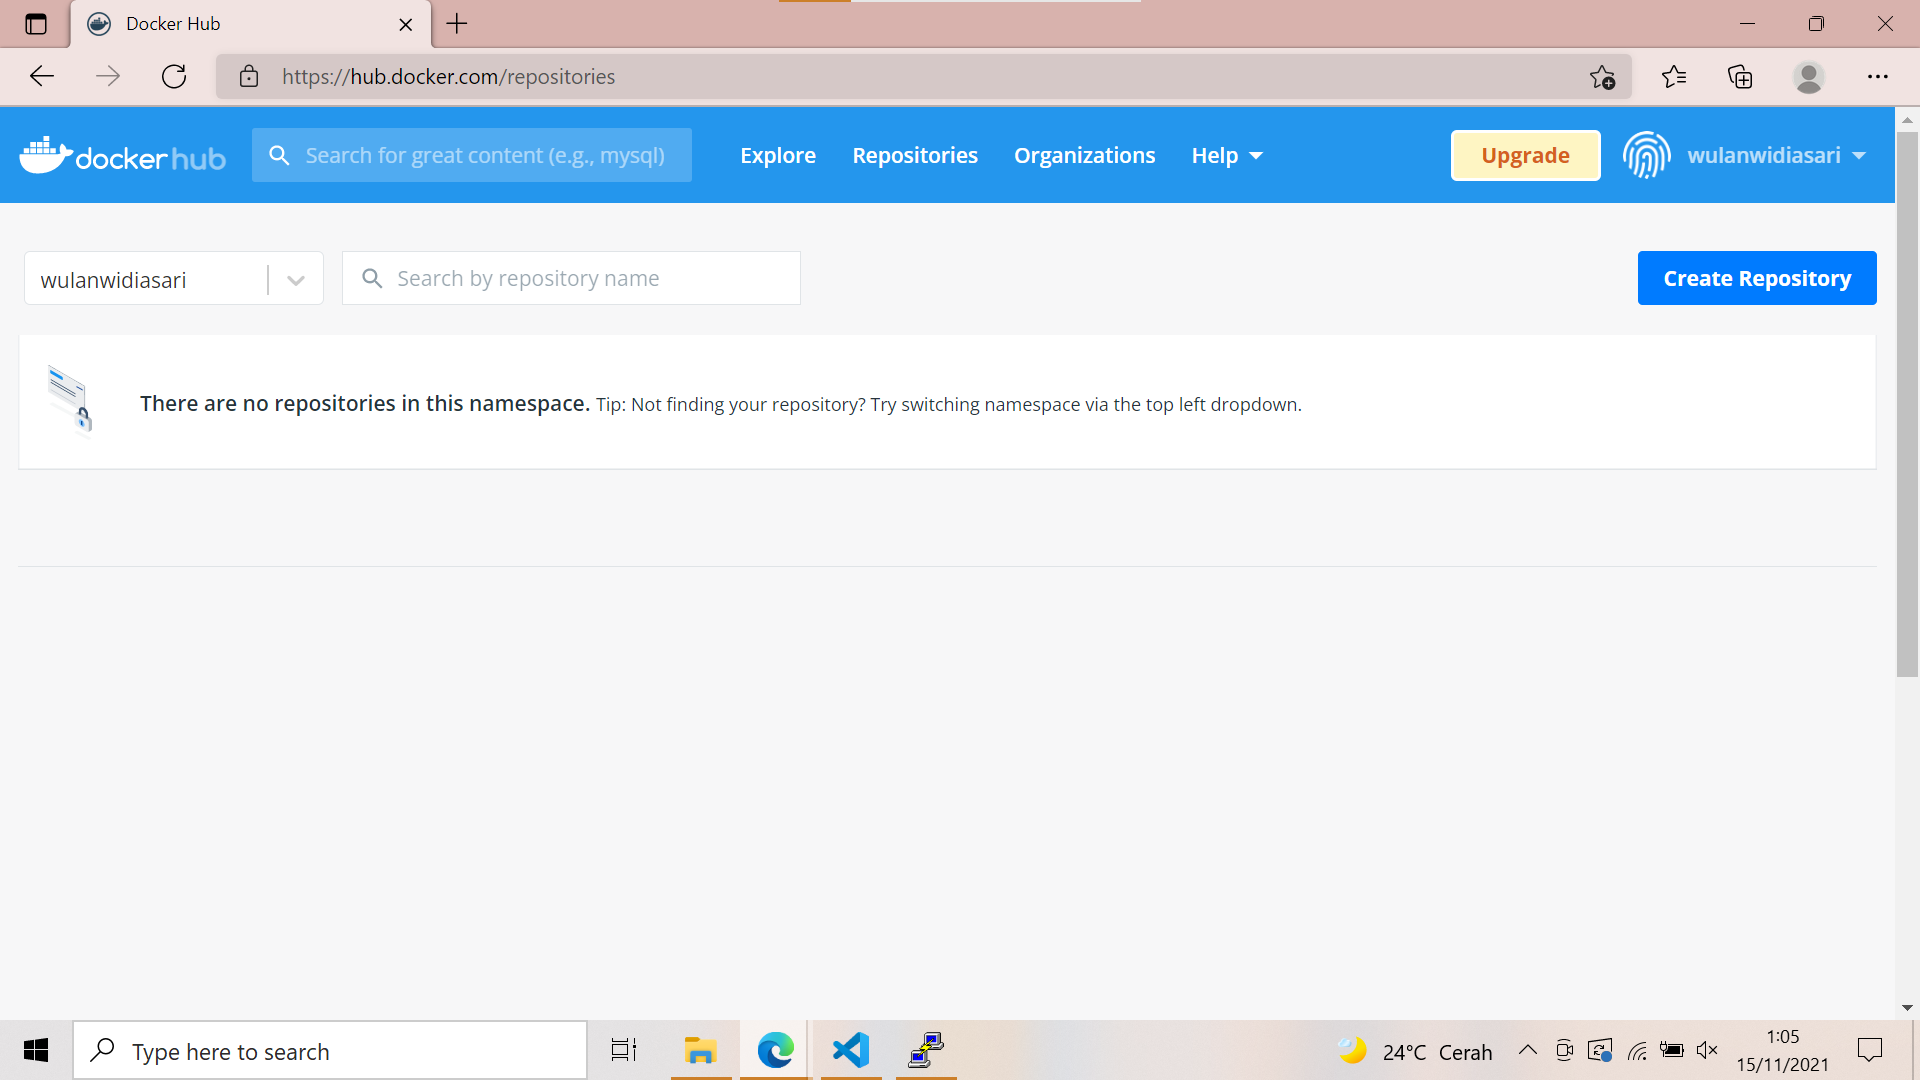 Docker Hub
https://hub.docker.com/repositories
docker hub
Search for great content (e.g., mysql)
Explore
Repositories
Organizations
Help
Upgrade
wulanwidiasari
wulanwidiasari
Search by repository name
Create Repository
There are no repositories in this namespace. Tip: Not finding your repository? Try switching namespace via the top left dropdown.
Type here to search
24°C Cerah
1:05
15/11/2021